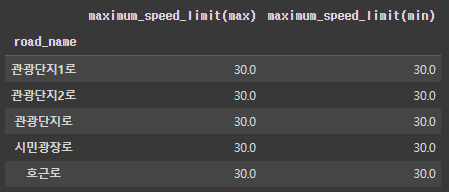 maximum_speed_limit(max) maximum_speed_limit(min)
road_name
관광단지1로 30.0 30.0
관광단지2로 30.0 30.0
관광단지로 30.0 30.0
시민광장로 30.0 30.0
호근로 30.0 30.0